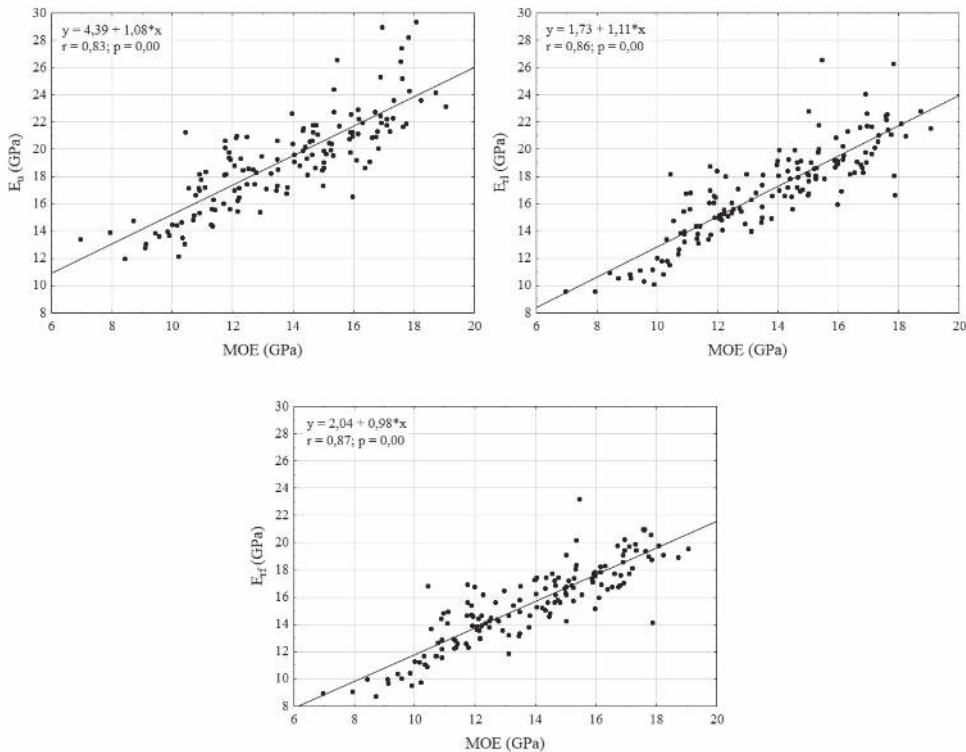 y = 4,39 + 1,08*x
r = 0,83; p = 0,00
E_u (GPa)
30
28
26
24
22
20
18
16
14
12
10
8
6 8 10 12 14 16 18 20
MOE (GPa)
y = 1,73 + 1,11*x
r = 0,86; p = 0,00
E_rl (GPa)
30
28
26
24
22
20
18
16
14
12
10
8
6 8 10 12 14 16 18 20
MOE (GPa)
y = 2,04 + 0,98*x
r = 0,87; p = 0,00
E_rf (GPa)
30
28
26
24
22
20
18
16
14
12
10
8
6 8 10 12 14 16 18 20
MOE (GPa)